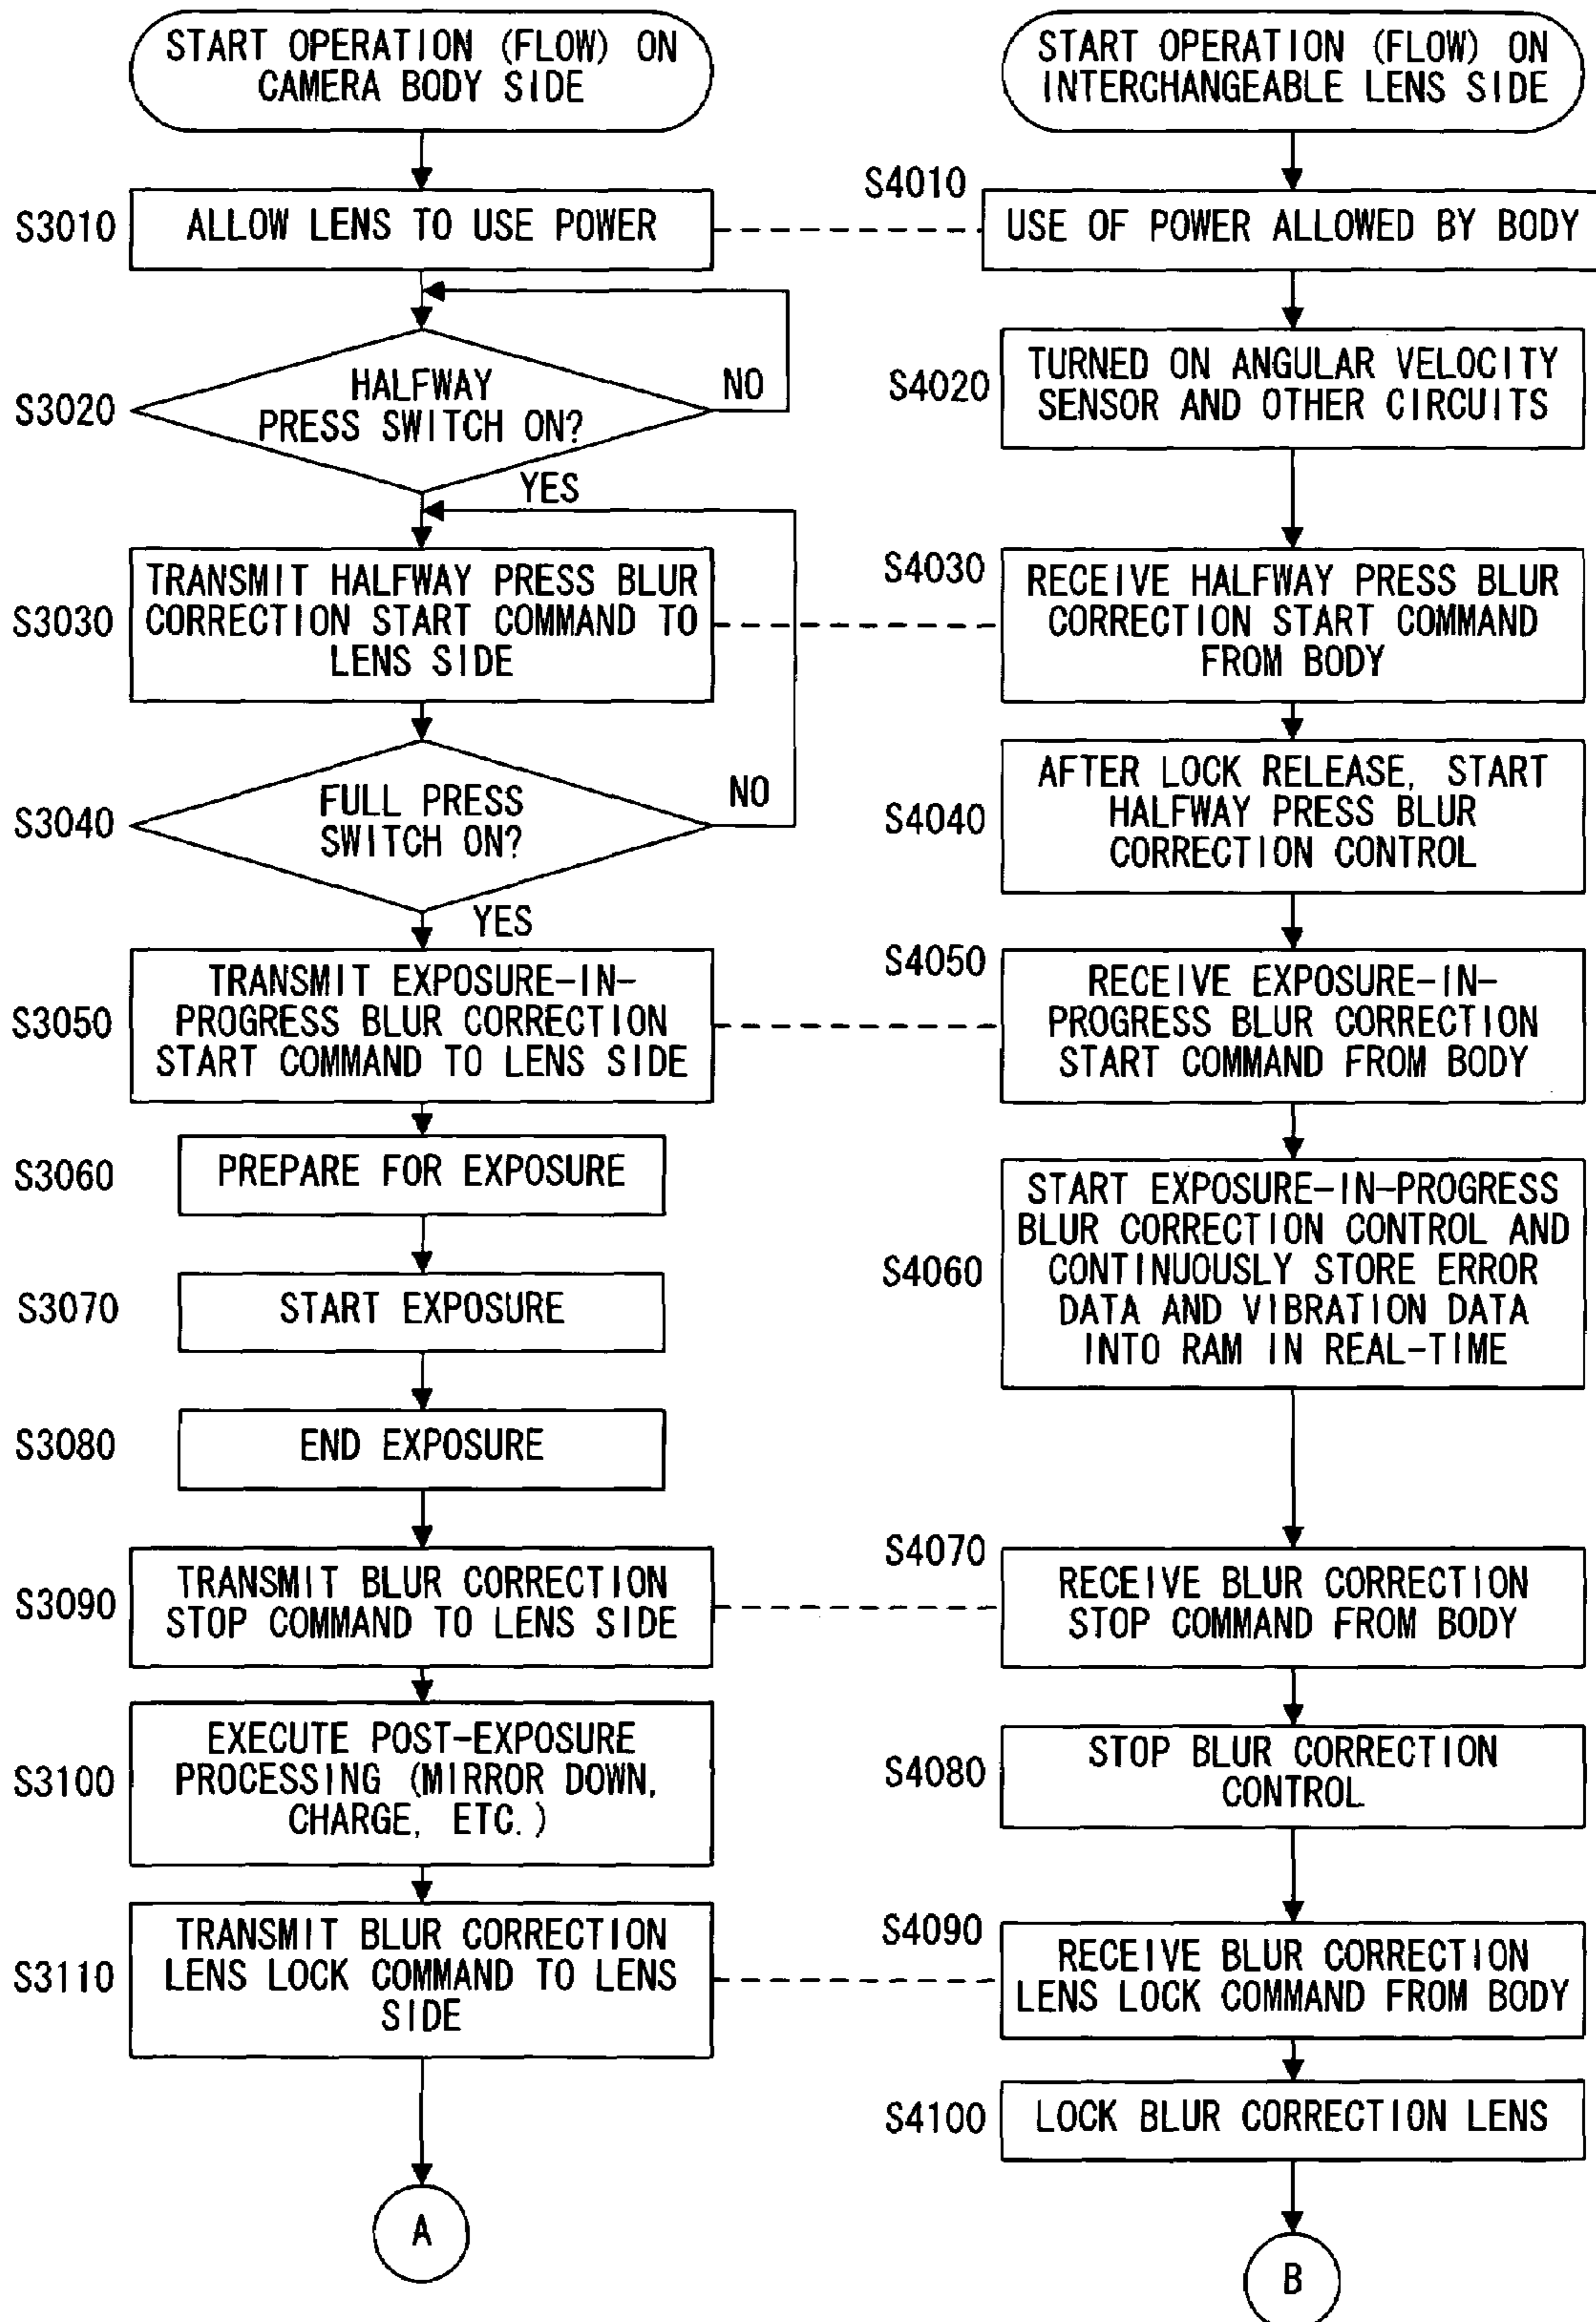 START OPERATION (FLOW) ON
CAMERA BODY SIDE
S3010
ALLOW LENS TO USE POWER
S3020
HALFWAY
PRESS SWITCH ON?
NO
YES
S3030
TRANSMIT HALFWAY PRESS BLUR
CORRECTION START COMMAND TO
LENS SIDE
S3040
FULL PRESS
SWITCH ON?
NO
YES
S3050
TRANSMIT EXPOSURE-IN-
PROGRESS BLUR CORRECTION
START COMMAND TO LENS SIDE
S3060
PREPARE FOR EXPOSURE
S3070
START EXPOSURE
S3080
END EXPOSURE
S3090
TRANSMIT BLUR CORRECTION
STOP COMMAND TO LENS SIDE
S3100
EXECUTE POST-EXPOSURE
PROCESSING (MIRROR DOWN,
CHARGE, ETC.)
S3110
TRANSMIT BLUR CORRECTION
LENS LOCK COMMAND TO LENS
SIDE
A
START OPERATION (FLOW) ON
INTERCHANGEABLE LENS SIDE
S4010
USE OF POWER ALLOWED BY BODY
S4020
TURNED ON ANGULAR VELOCITY
SENSOR AND OTHER CIRCUITS
S4030
RECEIVE HALFWAY PRESS BLUR
CORRECTION START COMMAND
FROM BODY
S4040
AFTER LOCK RELEASE, START
HALFWAY PRESS BLUR
CORRECTION CONTROL
S4050
RECEIVE EXPOSURE-IN-
PROGRESS BLUR CORRECTION
START COMMAND FROM BODY
S4060
START EXPOSURE-IN-PROGRESS
BLUR CORRECTION CONTROL AND
CONTINUOUSLY STORE ERROR
DATA AND VIBRATION DATA
INTO RAM IN REAL-TIME
S4070
RECEIVE BLUR CORRECTION
STOP COMMAND FROM BODY
S4080
STOP BLUR CORRECTION
CONTROL
S4090
RECEIVE BLUR CORRECTION
LENS LOCK COMMAND FROM BODY
S4100
LOCK BLUR CORRECTION LENS
B